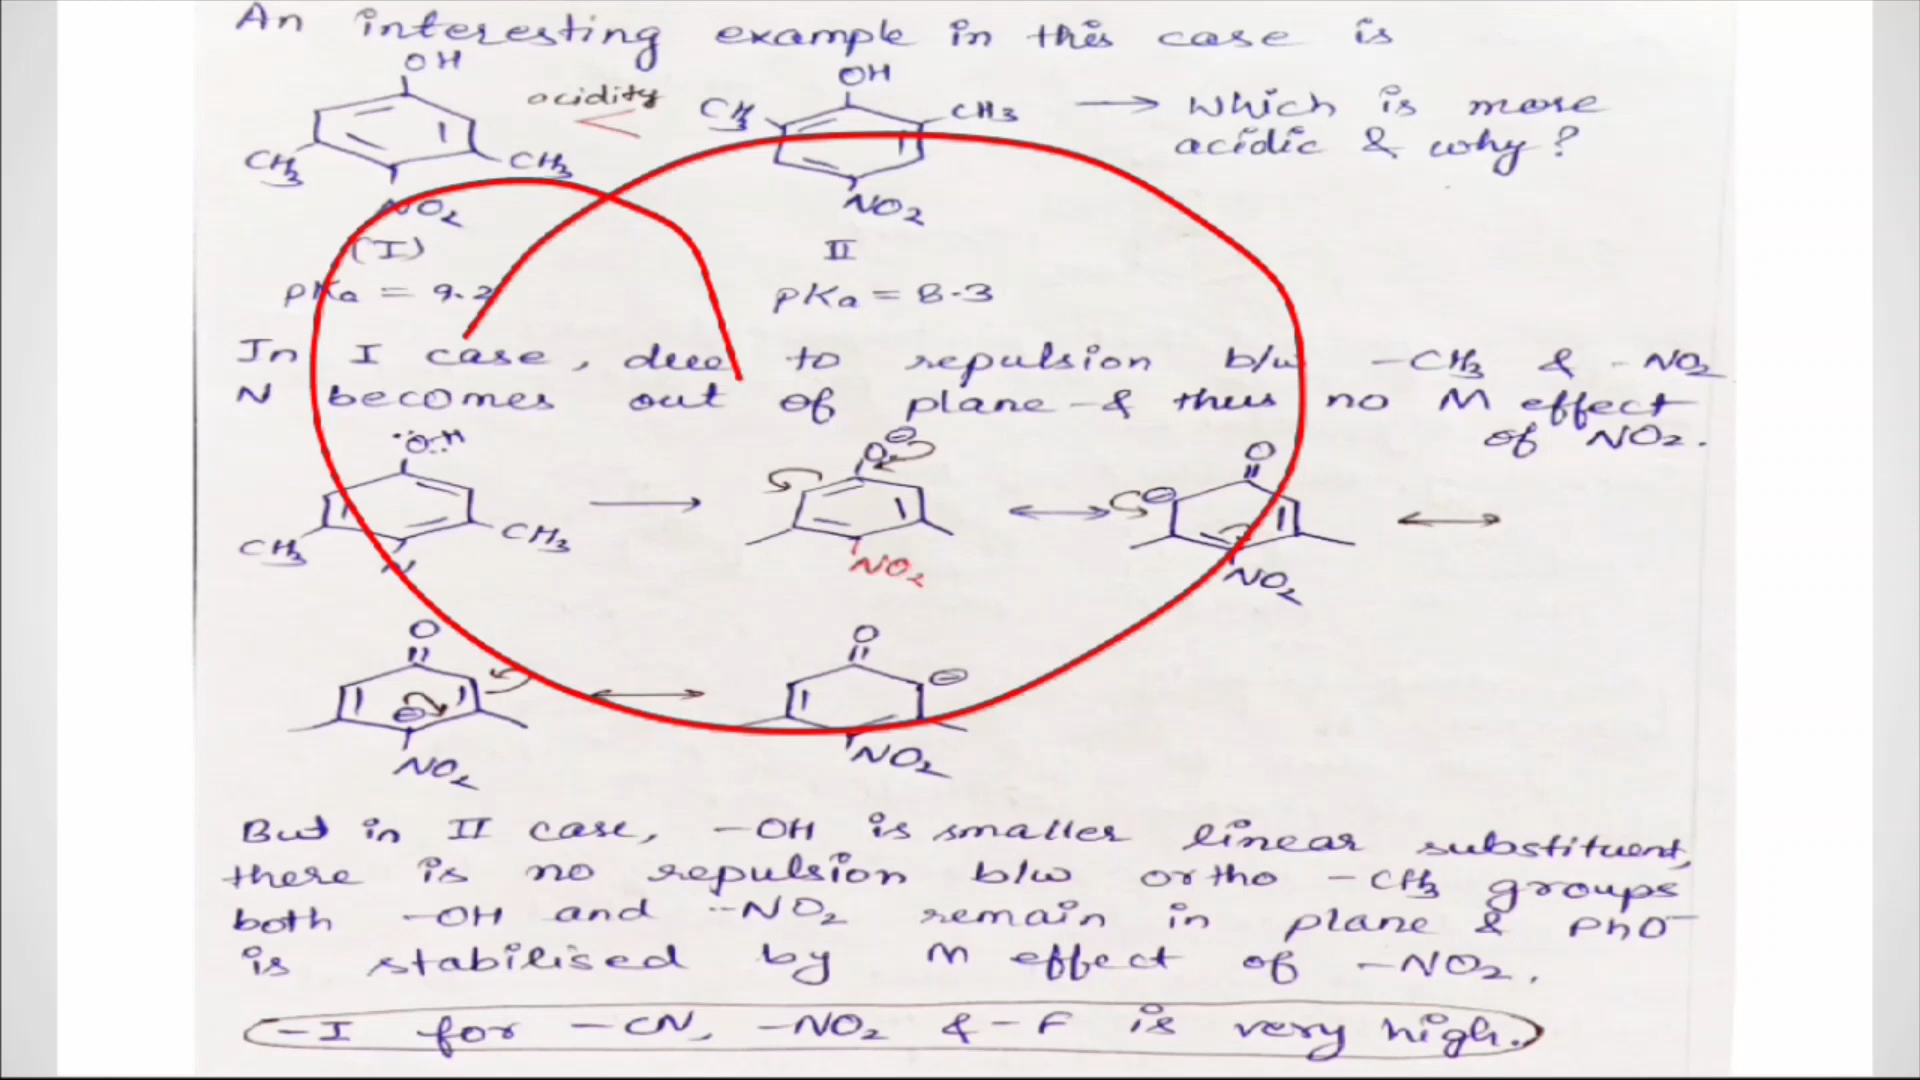 An interesting example in this case is
OH acidity OH
CH3 CH3 < CH3 CH3 → Which is more
NO2 NO2 acidic & why?
(I) II
pKa = 9.2 pKa = 8.3
In I case, due to repulsion b/w -CH3 & -NO2
N becomes out of plane & thus no M effect
of NO2.
O-H O⊖ O
CH3 CH3 → ↔ ⊖ ↔
N NO2 NO2
O O
⊖ ↔ ⊖
NO2 NO2
But in II case, -OH is smaller linear substituent,
there is no repulsion b/w ortho -CH3 groups
both -OH and -NO2 remain in plane & PhO⁻
is stabilised by M effect of -NO2.
-I for -CN, -NO2 & -F is very high.